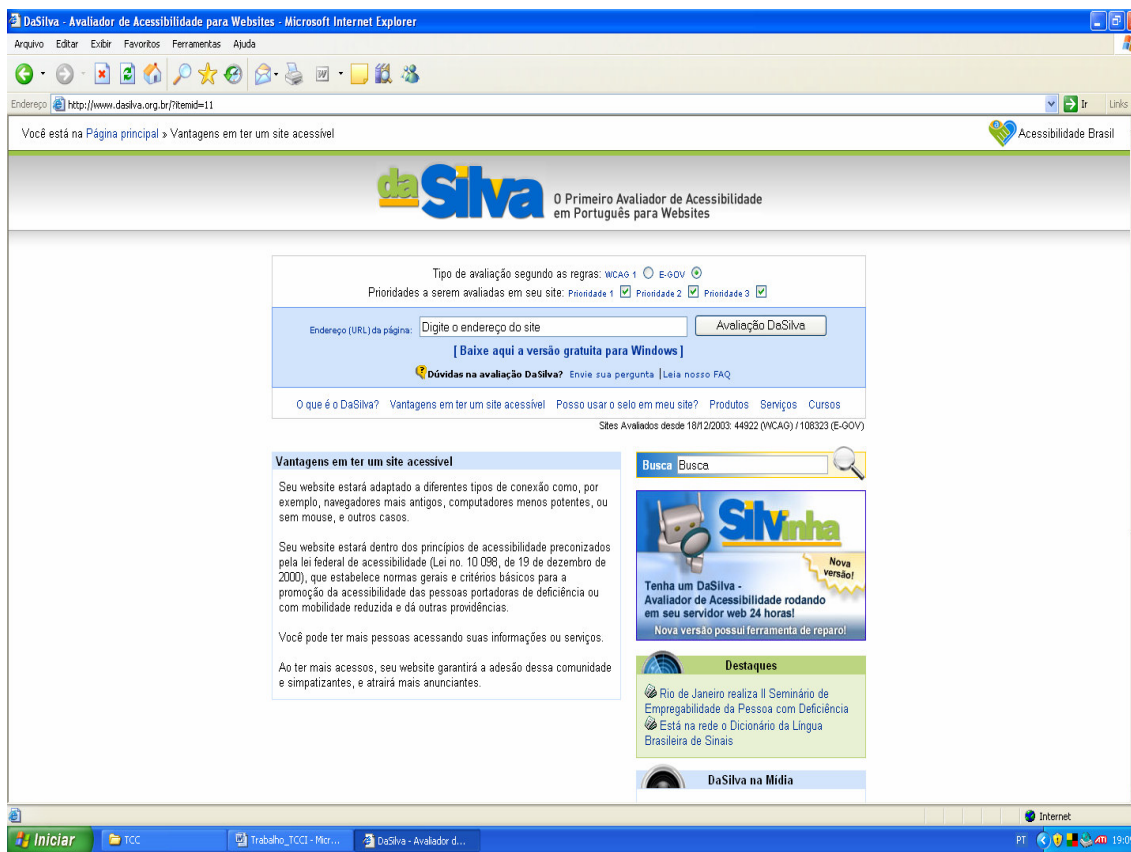 DaSilva - Avaliador de Acessibilidade para Websites - Microsoft Internet Explorer
Arquivo Editar Exibir Favoritos Ferramentas Ajuda
Endereço http://www.dasilva.org.br/?itemid=11 Ir Links
Você está na Página principal » Vantagens em ter um site acessível
Acessibilidade Brasil
daSilva
O Primeiro Avaliador de Acessibilidade
em Português para Websites
Tipo de avaliação segundo as regras: WCAG 1 E-GOV
Prioridades a serem avaliadas em seu site: Prioridade 1 Prioridade 2 Prioridade 3
Endereço (URL) da página: Digite o endereço do site Avaliação DaSilva
[ Baixe aqui a versão gratuita para Windows ]
Dúvidas na avaliação DaSilva? Envie sua pergunta | Leia nosso FAQ
O que é o DaSilva? Vantagens em ter um site acessível Posso usar o selo em meu site? Produtos Serviços Cursos
Sites Avaliados desde 18/12/2003: 44922 (WCAG) / 108323 (E-GOV)
Vantagens em ter um site acessível
Seu website estará adaptado a diferentes tipos de conexão como, por
exemplo, navegadores mais antigos, computadores menos potentes, ou
sem mouse, e outros casos.
Seu website estará dentro dos princípios de acessibilidade preconizados
pela lei federal de acessibilidade (Lei no. 10 098, de 19 de dezembro de
2000), que estabelece normas gerais e critérios básicos para a
promoção da acessibilidade das pessoas portadoras de deficiência ou
com mobilidade reduzida e dá outras providências.
Você pode ter mais pessoas acessando suas informações ou serviços.
Ao ter mais acessos, seu website garantirá a adesão dessa comunidade
e simpatizantes, e atrairá mais anunciantes.
Busca Busca
Silvinha
Nova
versão!
Tenha um DaSilva -
Avaliador de Acessibilidade rodando
em seu servidor web 24 horas!
Nova versão possui ferramenta de reparo!
Destaques
Rio de Janeiro realiza II Seminário de
Empregabilidade da Pessoa com Deficiência
Está na rede o Dicionário da Língua
Brasileira de Sinais
DaSilva na Mídia
Internet
Iniciar TCC Trabalho_TCCI - Micr... DaSilva - Avaliador d... PT